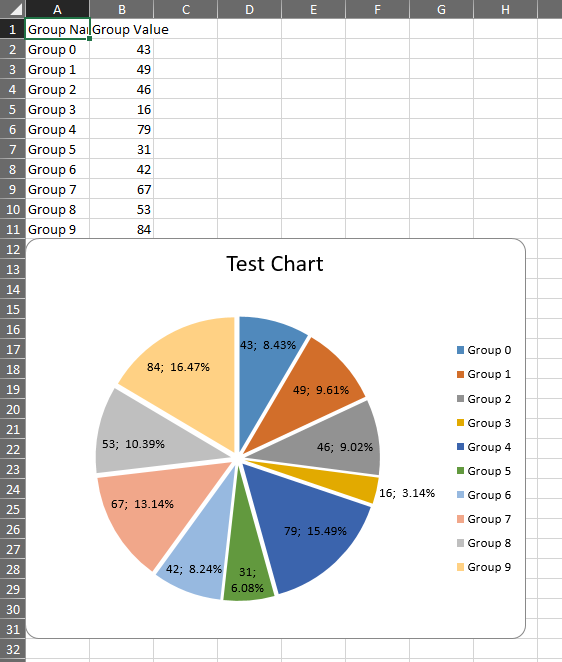 A B C D E F G H
1 Group Nar Group Value
2 Group 0 43
3 Group 1 49
4 Group 2 46
5 Group 3 16
6 Group 4 79
7 Group 5 31
8 Group 6 42
9 Group 7 67
10 Group 8 53
11 Group 9 84
12
13
14
15
16
17
18
19
20
21
22
23
24
25
26
27
28
29
30
31
32
Test Chart
43; 8.43%
49; 9.61%
46; 9.02%
16; 3.14%
79; 15.49%
31;
6.08%
42; 8.24%
67; 13.14%
53; 10.39%
84; 16.47%
Group 0
Group 1
Group 2
Group 3
Group 4
Group 5
Group 6
Group 7
Group 8
Group 9